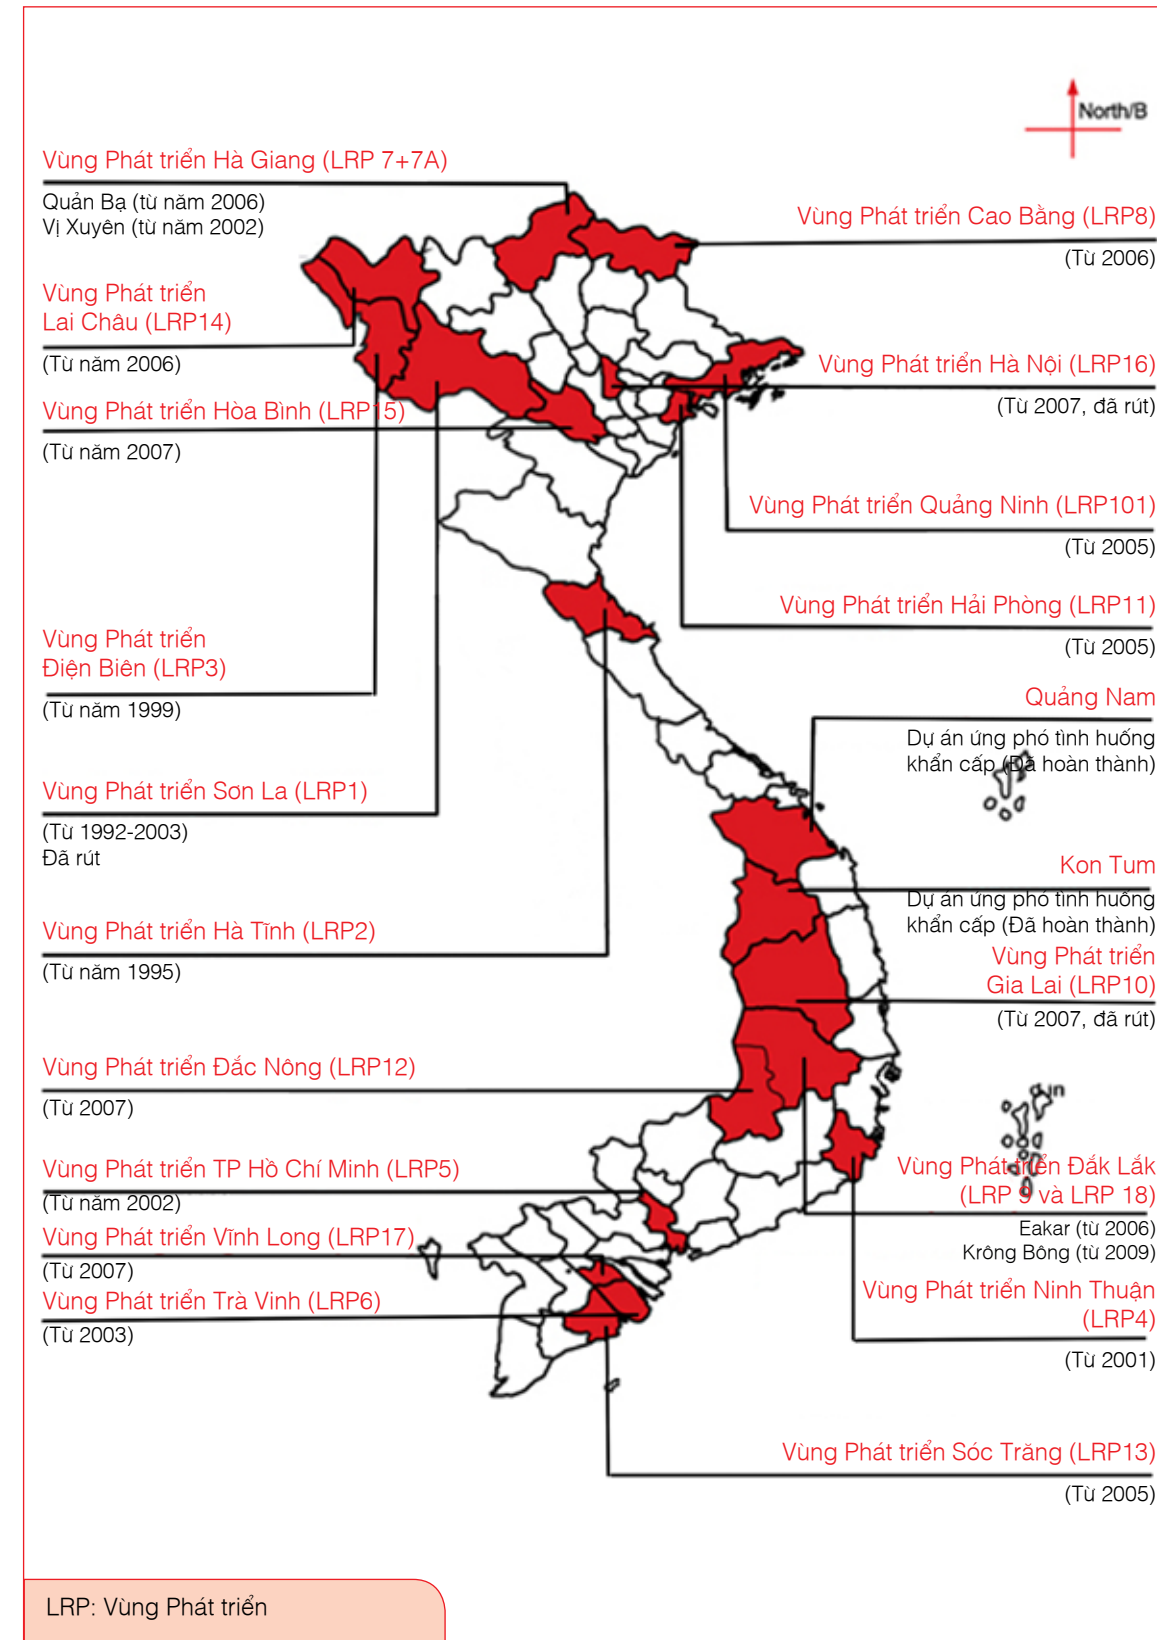 North/B
Vùng Phát triển Hà Giang (LRP 7+7A)
Quản Bạ (từ năm 2006)
Vị Xuyên (từ năm 2002)
Vùng Phát triển Cao Bằng (LRP8)
(Từ 2006)
Vùng Phát triển
Lai Châu (LRP14)
(Từ năm 2006)
Vùng Phát triển Hà Nội (LRP16)
(Từ 2007, đã rút)
Vùng Phát triển Hòa Bình (LRP15)
(Từ năm 2007)
Vùng Phát triển Quảng Ninh (LRP101)
(Từ 2005)
Vùng Phát triển Hải Phòng (LRP11)
(Từ 2005)
Vùng Phát triển
Điện Biên (LRP3)
(Từ năm 1999)
Quảng Nam
Dự án ứng phó tình huống
khẩn cấp (Đã hoàn thành)
Vùng Phát triển Sơn La (LRP1)
(Từ 1992-2003)
Đã rút
Kon Tum
Dự án ứng phó tình huống
khẩn cấp (Đã hoàn thành)
Vùng Phát triển Hà Tĩnh (LRP2)
(Từ năm 1995)
Vùng Phát triển
Gia Lai (LRP10)
(Từ 2007, đã rút)
Vùng Phát triển Đắc Nông (LRP12)
(Từ 2007)
Vùng Phát triển TP Hồ Chí Minh (LRP5)
(Từ năm 2002)
Vùng Phát triển Đắk Lắk
(LRP 9 và LRP 18)
Eakar (từ 2006)
Krông Bông (từ 2009)
Vùng Phát triển Vĩnh Long (LRP17)
(Từ 2007)
Vùng Phát triển Trà Vinh (LRP6)
(Từ 2003)
Vùng Phát triển Ninh Thuận
(LRP4)
(Từ 2001)
Vùng Phát triển Sóc Trăng (LRP13)
(Từ 2005)
LRP: Vùng Phát triển